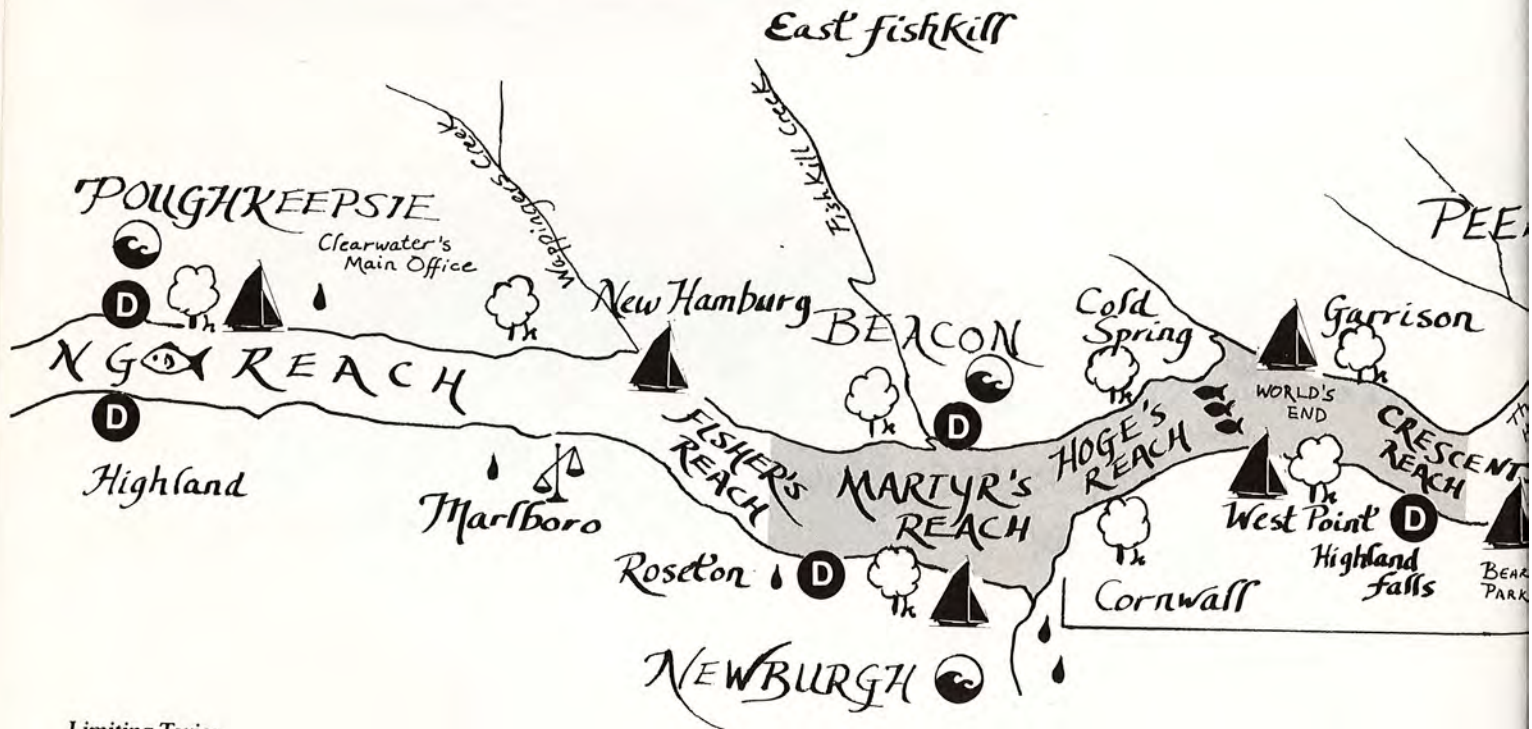 East Fishkill
Wappingers Creek
Fishkill Creek
POUGHKEEPSIE
Clearwater's
Main Office
New Hamburg
BEACON
Cold
Spring
Garrison
PEE
D
NG REACH
D
Highland
Marlboro
FISHER'S
REACH
MARTYR'S
REACH
D
HOGE'S
REACH
WORLD'S
END
CRESCENT
REACH
Roseton
D
NEWBURGH
Cornwall
West Point
D
Highland
Falls
BEAR
PARK